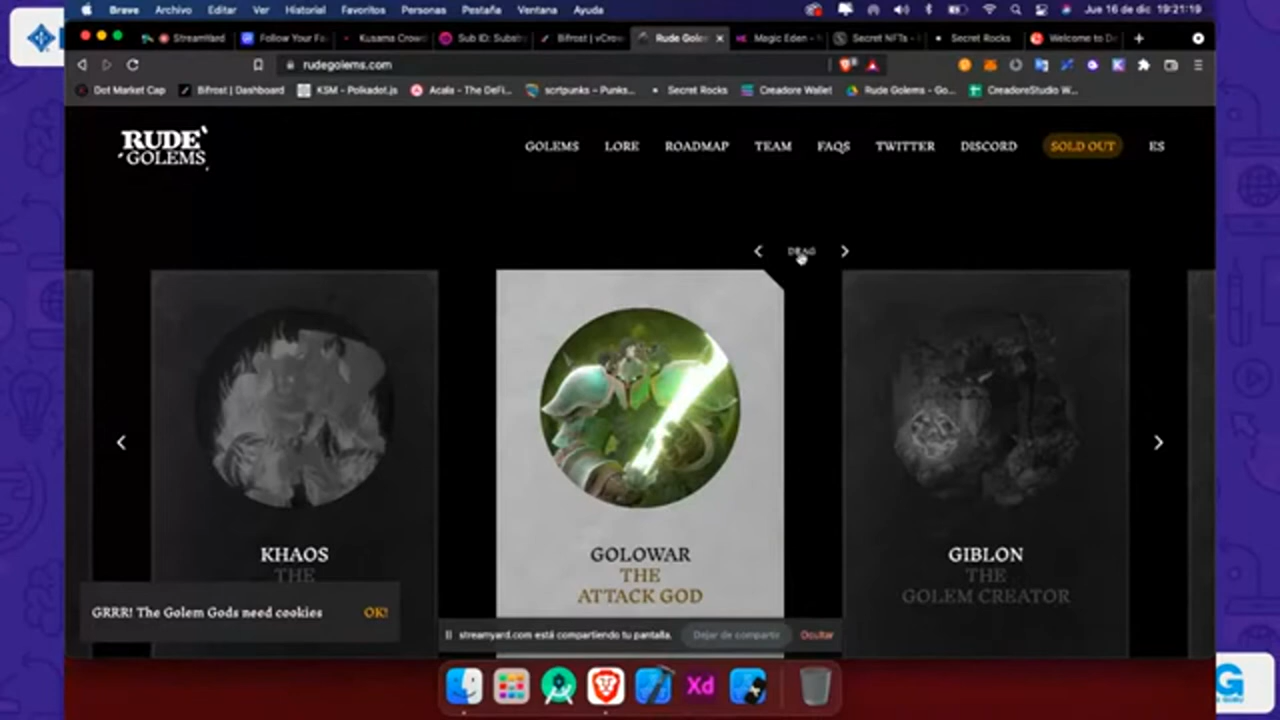 Brave Archivo Editar Ver Historial Favoritos Personas Pestaña Ventana Ayuda
Jue 16 de dic 21:21:19
StreamYard
Follow Your Fa
Kusama Crow
Sub ID: Subst
Bifrost | vCrow
Rude Gole
Magic Eden -
Secret NFTs -
Secret Rocks
Welcome to D
rudegolems.com
Dot Market Cap
Bifrost | Dashboard
KSM - Polkadot.js
Acala - The DeFi...
scrtpunks – Punks...
Secret Rocks
Creadore Wallet
Rude Golems - Go...
CreadoreStudio W...
RUDE
GOLEMS
GOLEMS LORE ROADMAP TEAM FAQS TWITTER DISCORD SOLD OUT ES
DRAG
KHAOS
THE
GOLOWAR
THE
ATTACK GOD
GIBLON
THE
GOLEM CREATOR
GRRR! The Golem Gods need cookies OK!
streamyard.com está compartiendo tu pantalla. Dejar de compartir Ocultar
Xd
G